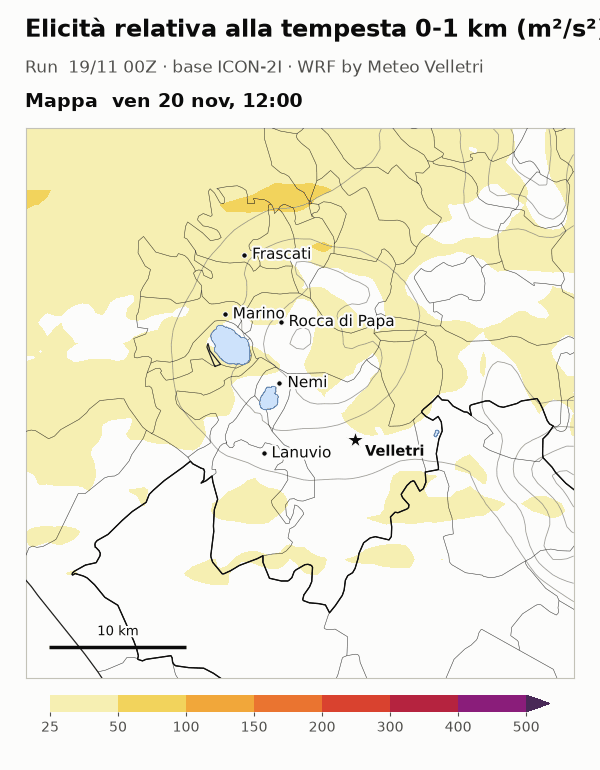 Elicità relativa alla tempesta 0-1 km (m²/s²)
Run 19/11 00Z · base ICON-2I · WRF by Meteo Velletri
Mappa ven 20 nov, 12:00
Frascati
Marino
Rocca di Papa
Nemi
Velletri
Lanuvio
10 km
25 50 100 150 200 300 400 500